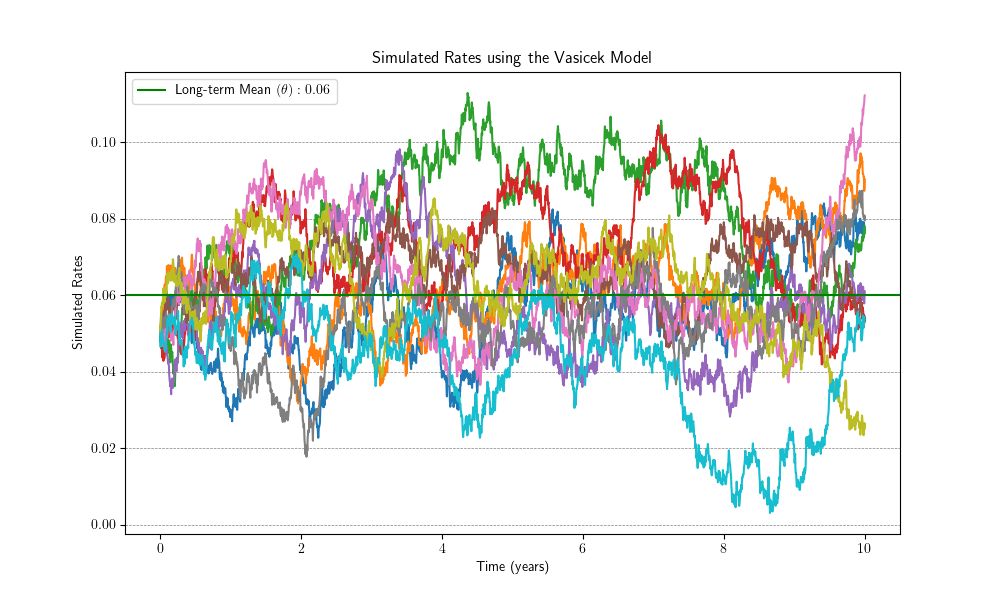 Simulated Rates using the Vasicek Model
Long-term Mean (θ) : 0.06
Simulated Rates
0.10
0.08
0.06
0.04
0.02
0.00
0 2 4 6 8 10
Time (years)